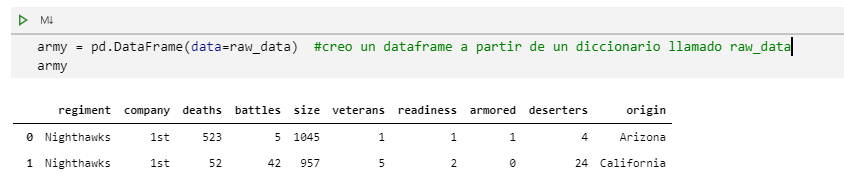 M↓
army = pd.DataFrame(data=raw_data)  #creo un dataframe a partir de un diccionario llamado raw_data
army
regiment company deaths battles size veterans readiness armored deserters origin
0 Nighthawks 1st 523 5 1045 1 1 1 4 Arizona
1 Nighthawks 1st 52 42 957 5 2 0 24 California